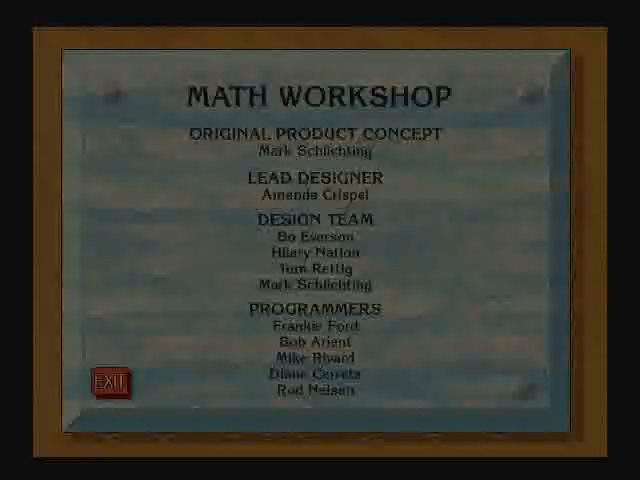 MATH WORKSHOP
ORIGINAL PRODUCT CONCEPT
Mark Schlichting
LEAD DESIGNER
Amanda Crispel
DESIGN TEAM
Bo Everson
Hilary Nation
Tom Rettig
Mark Schlichting
PROGRAMMERS
Frankie Ford
Bob Arient
Mike Rivard
Diane Cerreta
Rod Nelsen
EXIT